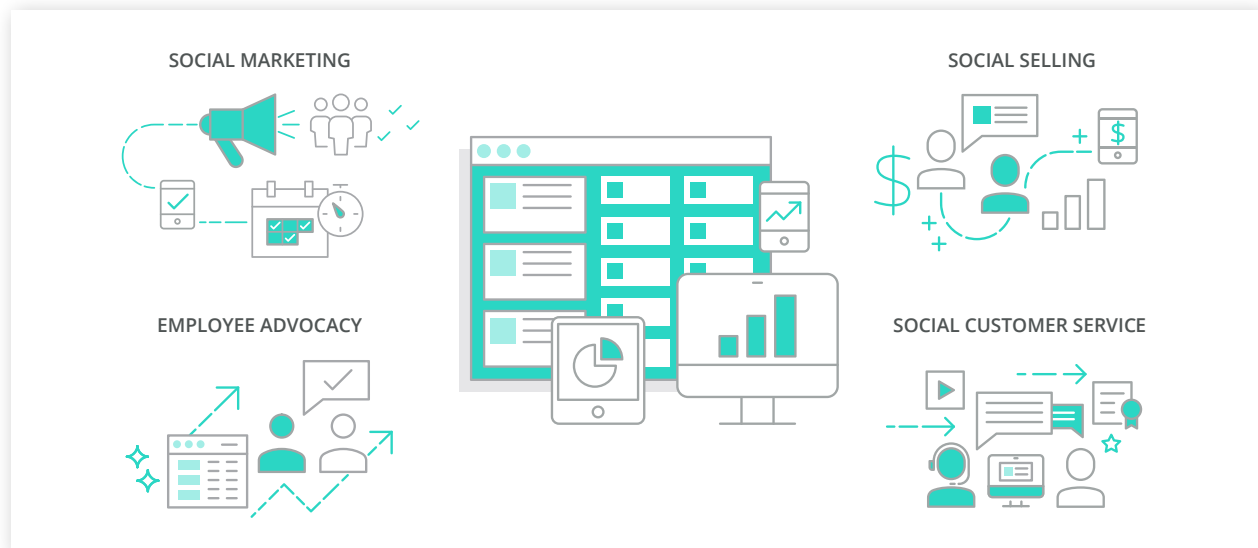 SOCIAL MARKETING
SOCIAL SELLING
$
$
EMPLOYEE ADVOCACY
SOCIAL CUSTOMER SERVICE